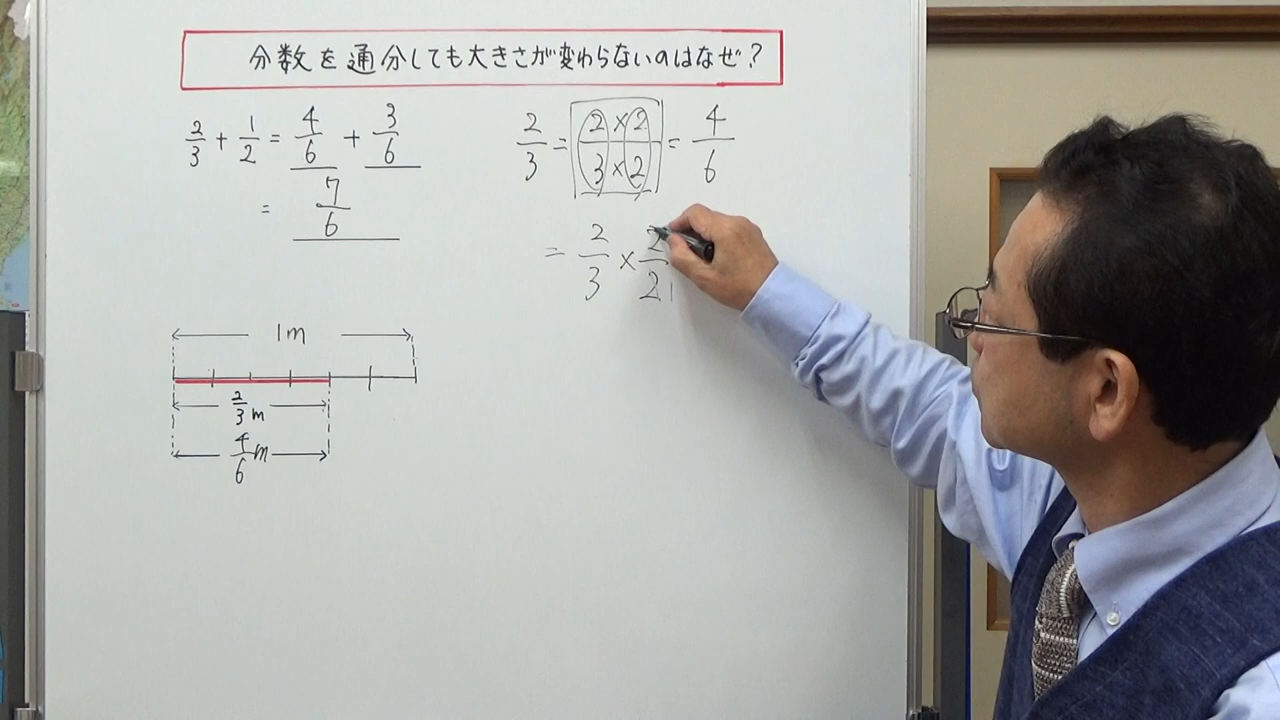 分数を通分しても大きさが変わらないのはなぜ？
2/3 + 1/2 = 4/6 + 3/6
= 7/6
2/3 = 2×2/3×2 = 4/6
= 2/3 × 2/2
1m
2/3 m
4/6 m